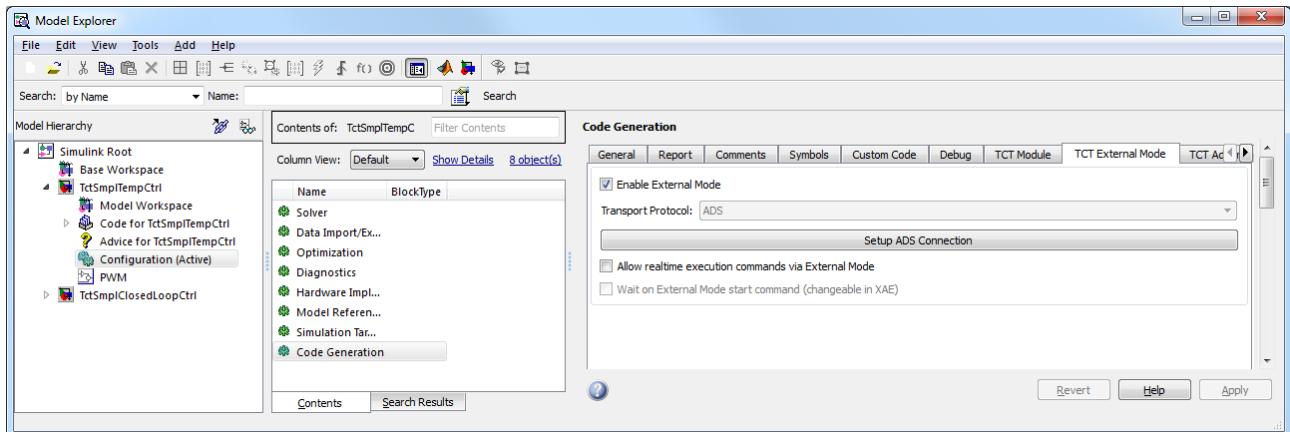 Model Explorer
File Edit View Tools Add Help
Search: by Name Name: Search
Model Hierarchy
Simulink Root
Base Workspace
TctSmplTempCtrl
Model Workspace
Code for TctSmplTempCtrl
Advice for TctSmplTempCtrl
Configuration (Active)
PWM
TctSmplClosedLoopCtrl
Contents of: TctSmplTempC Filter Contents
Column View: Default Show Details 8 object(s)
Name BlockType
Solver
Data Import/Ex...
Optimization
Diagnostics
Hardware Impl...
Model Referen...
Simulation Tar...
Code Generation
Contents Search Results
Code Generation
General Report Comments Symbols Custom Code Debug TCT Module TCT External Mode TCT Ad
Enable External Mode
Transport Protocol: ADS
Setup ADS Connection
Allow realtime execution commands via External Mode
Wait on External Mode start command (changeable in XAE)
Revert Help Apply